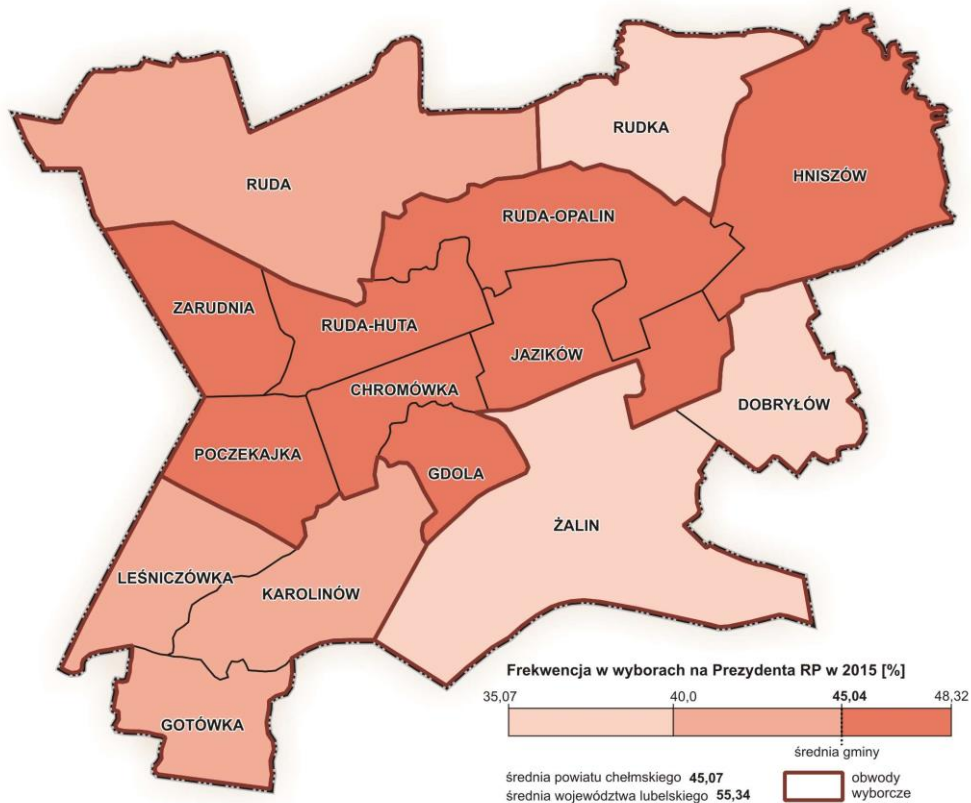 RUDKA
HNISZÓW
RUDA
RUDA-OPALIN
ZARUDNIA
RUDA-HUTA
JAZIKÓW
CHROMÓWKA
DOBRYŁÓW
POCZEKAJKA
GDOLA
ŻALIN
LEŚNICZÓWKA
KAROLINÓW
GOTÓWKA
Frekwencja w wyborach na Prezydenta RP w 2015 [%]
35,07 40,0 45,04 48,32
średnia gminy
średnia powiatu chełmskiego 45,07
średnia województwa lubelskiego 55,34
obwody
wyborcze